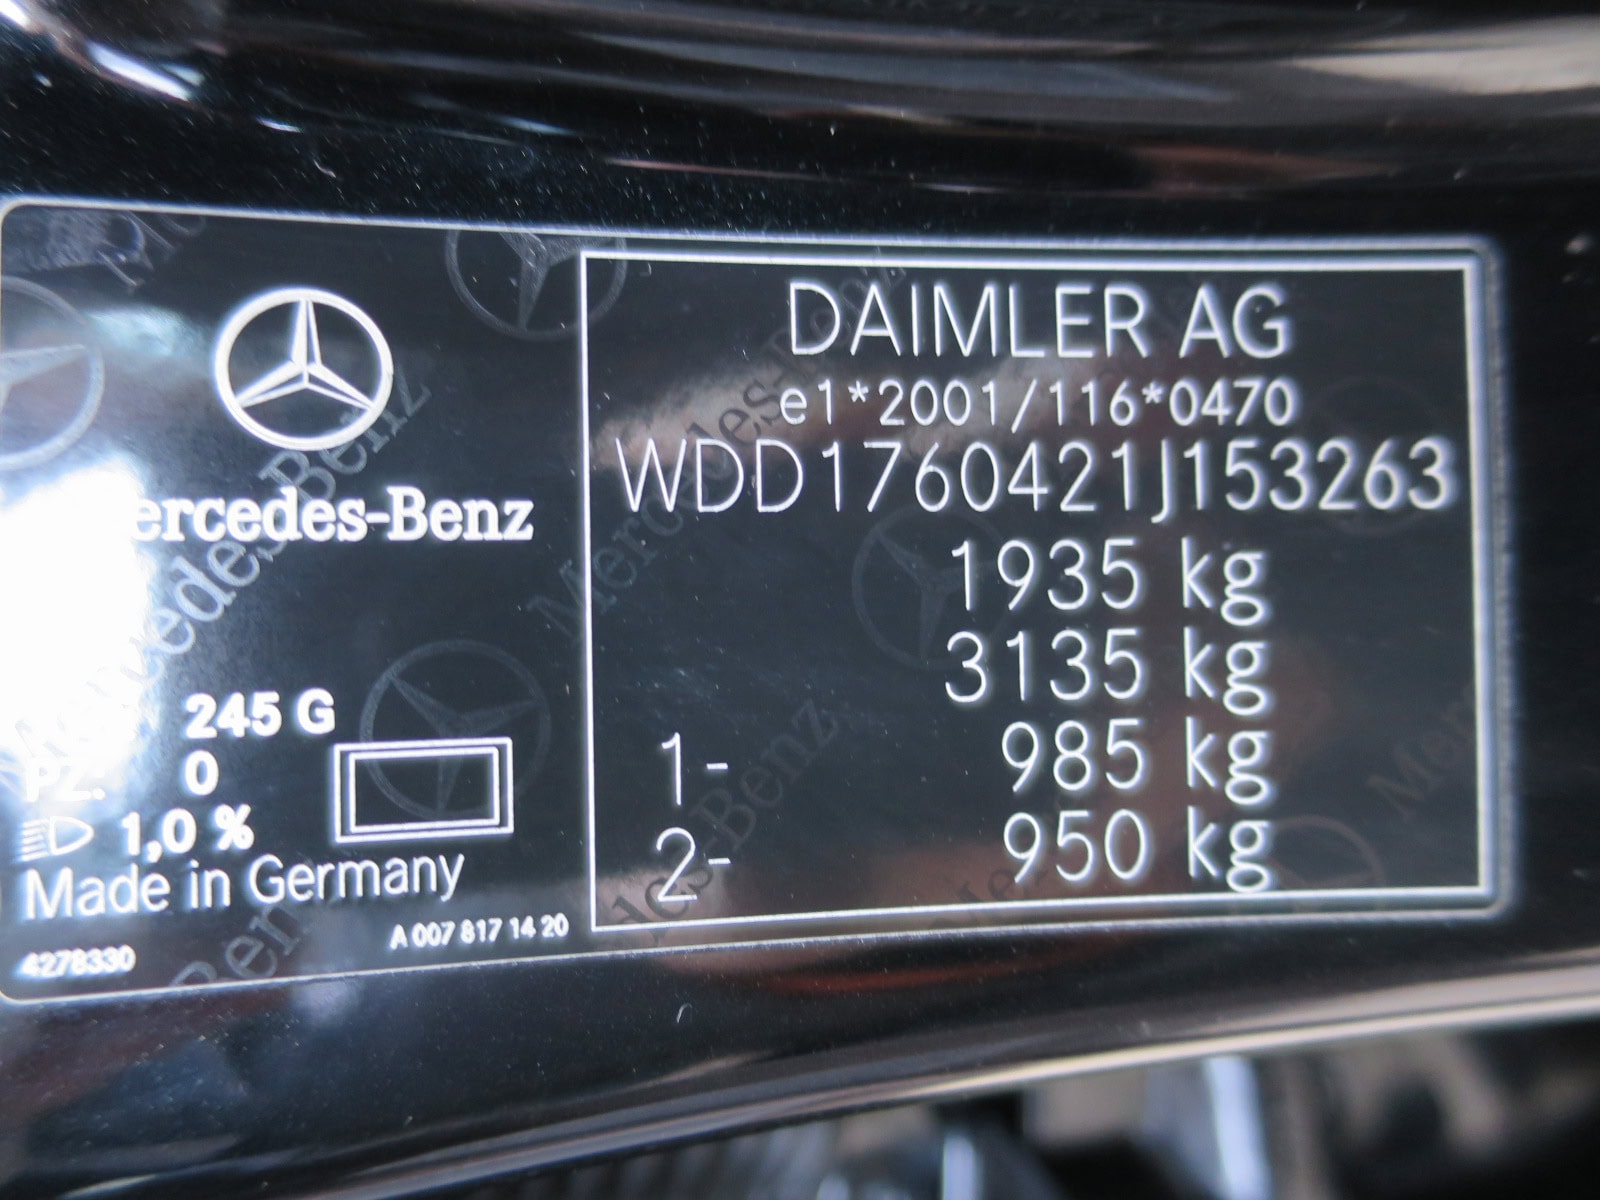 Mercedes-Benz
245 G
PZ: 0
1,0 %
Made in Germany
A 007 817 14 20
4278330
DAIMLER AG
e1*2001/116*0470
WDD1760421J153263
1935 kg
3135 kg
1- 985 kg
2- 950 kg